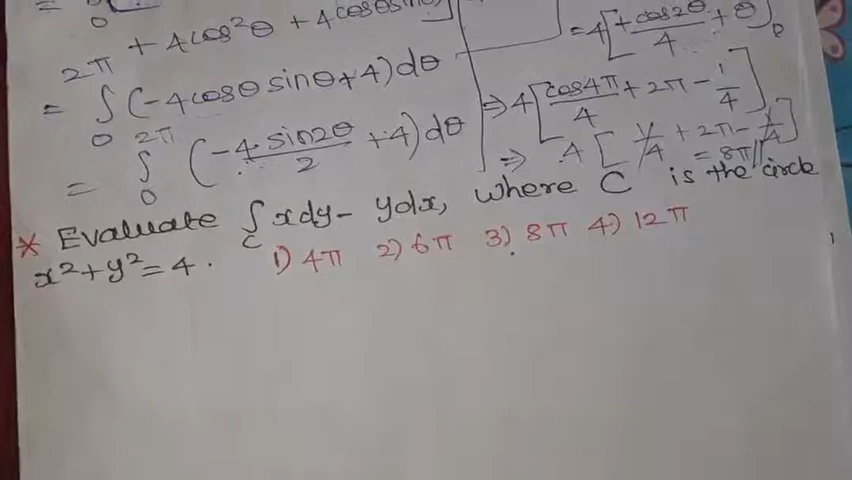 = 0
2π + 4cos²θ + 4cosθsinθ
= ∫ (-4cosθ sinθ + 4) dθ
0 2π
= ∫ (-4 sin2θ / 2 + 4) dθ
0
= 4[+cos2θ / 4 + θ]
⇒ 4[cos4π / 4 + 2π - 1/4]
⇒ 4[1/4 + 2π - 1/4]
= 8π//
* Evaluate ∫_C xdy - ydx, where C is the circle
x² + y² = 4. 1) 4π 2) 6π 3) 8π 4) 12π